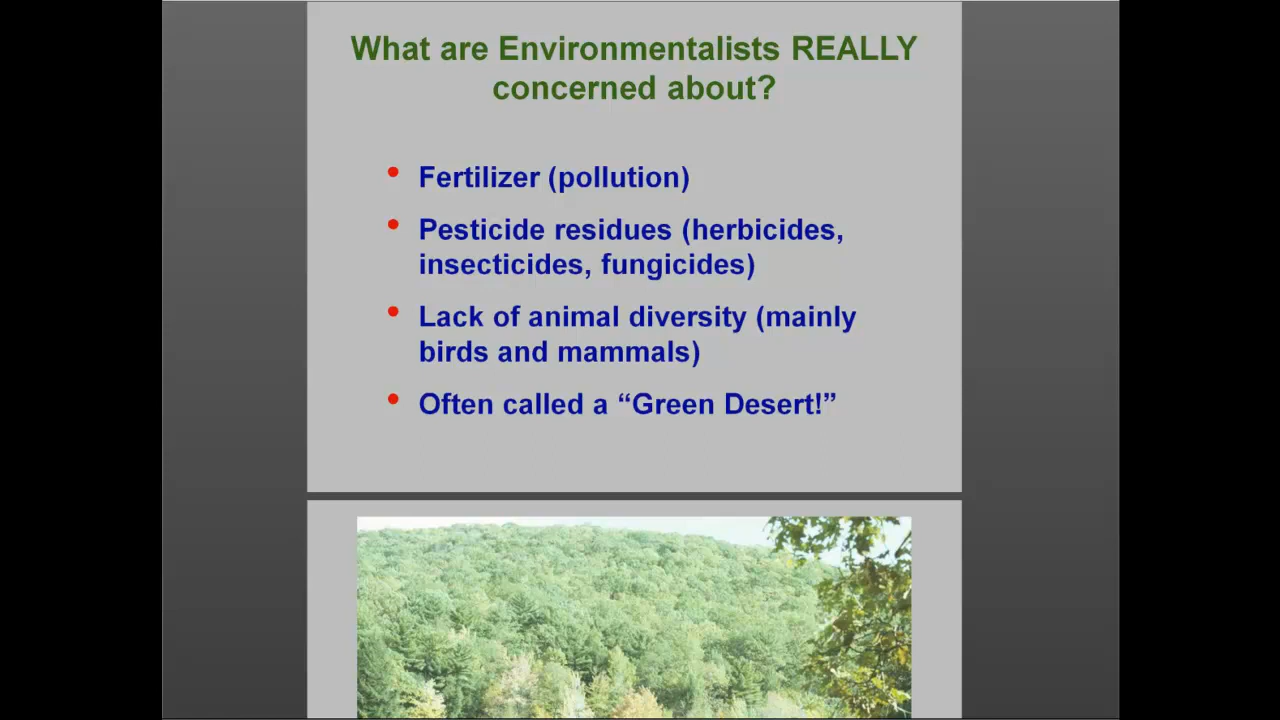 What are Environmentalists REALLY
concerned about?
• Fertilizer (pollution)
• Pesticide residues (herbicides,
insecticides, fungicides)
• Lack of animal diversity (mainly
birds and mammals)
• Often called a “Green Desert!”